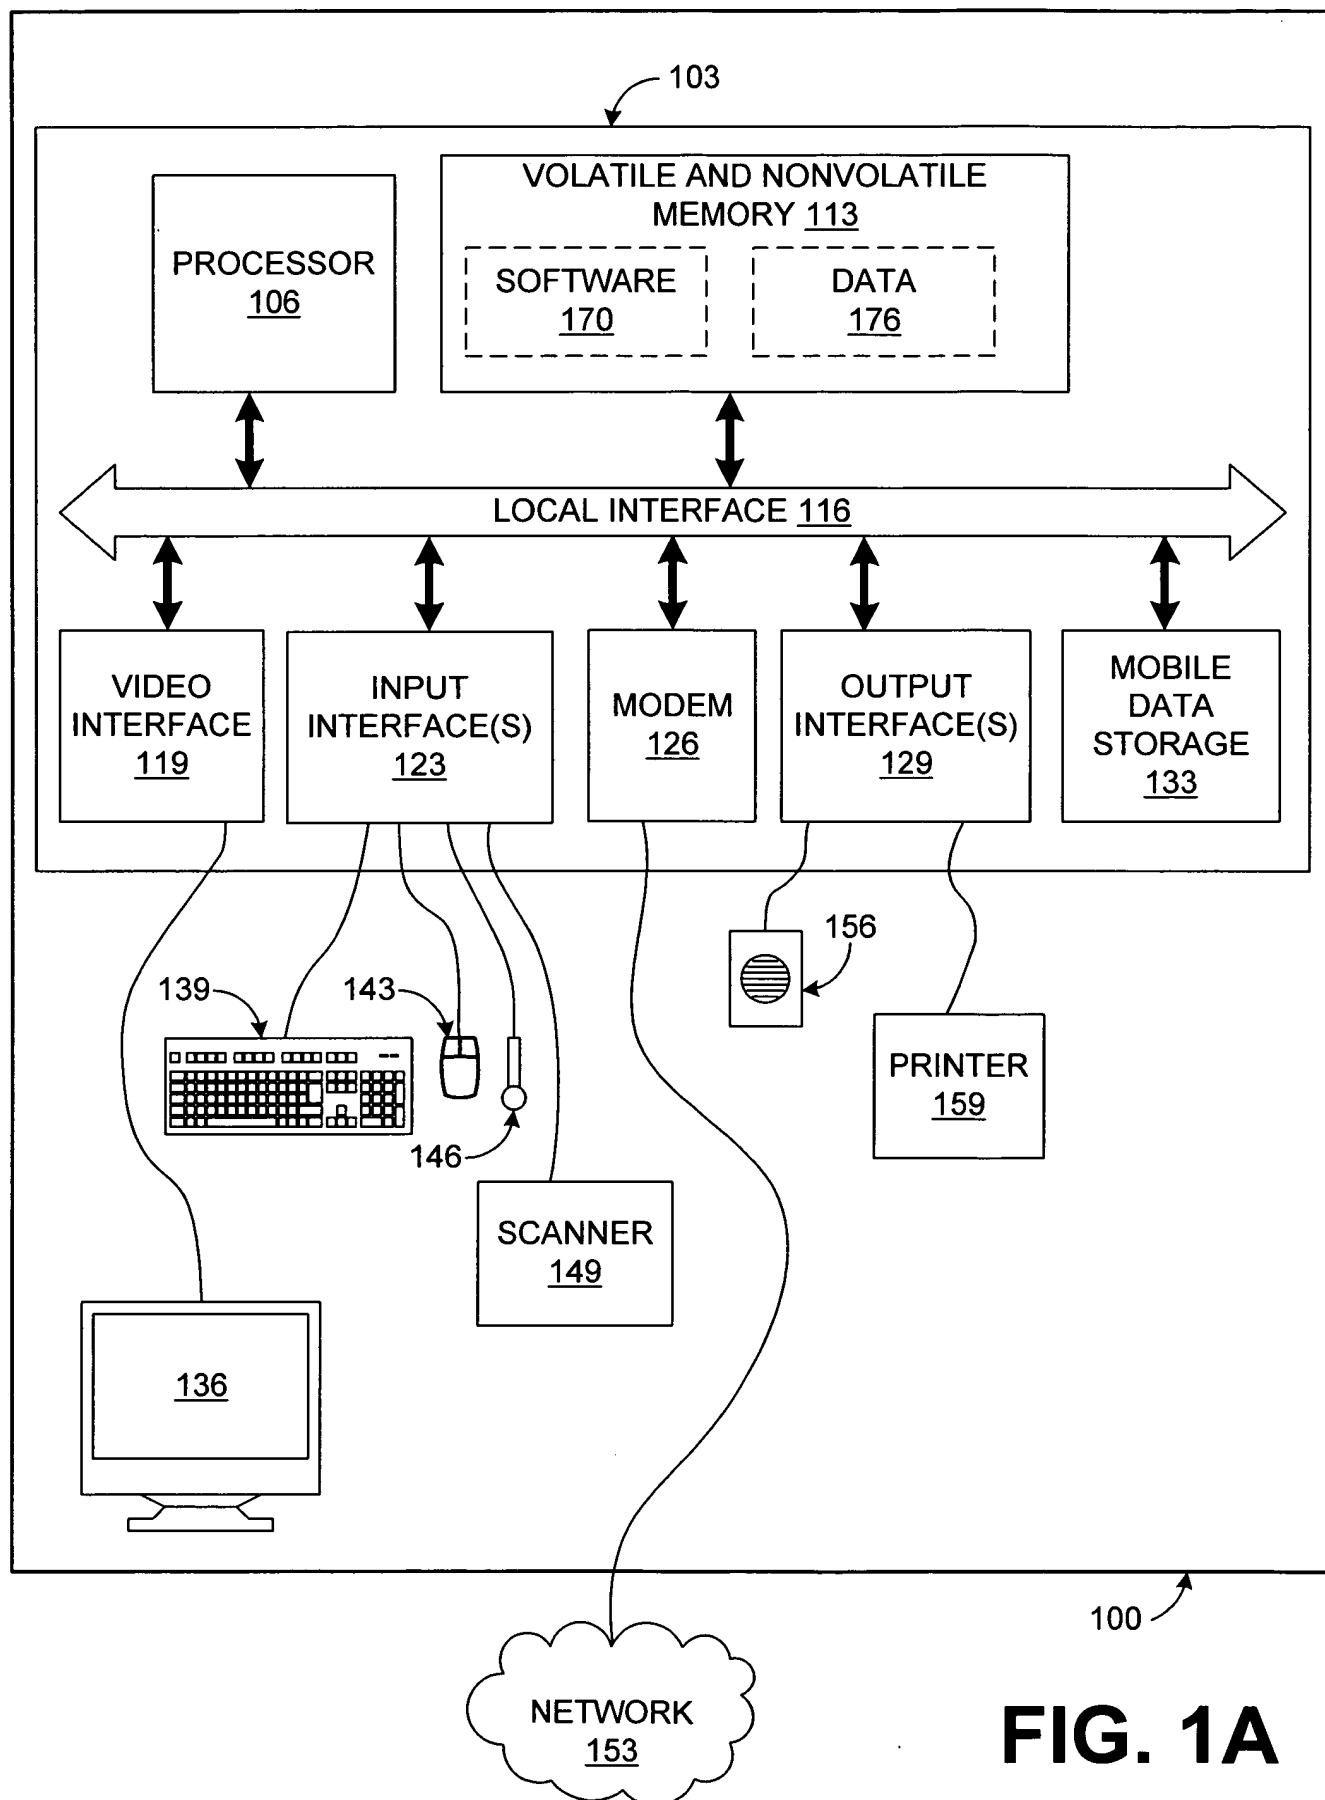 103
VOLATILE AND NONVOLATILE
MEMORY 113
PROCESSOR
106
SOFTWARE
170
DATA
176
LOCAL INTERFACE 116
VIDEO
INTERFACE
119
INPUT
INTERFACE(S)
123
MODEM
126
OUTPUT
INTERFACE(S)
129
MOBILE
DATA
STORAGE
133
139
143
146
156
PRINTER
159
SCANNER
149
136
100
NETWORK
153
FIG. 1A